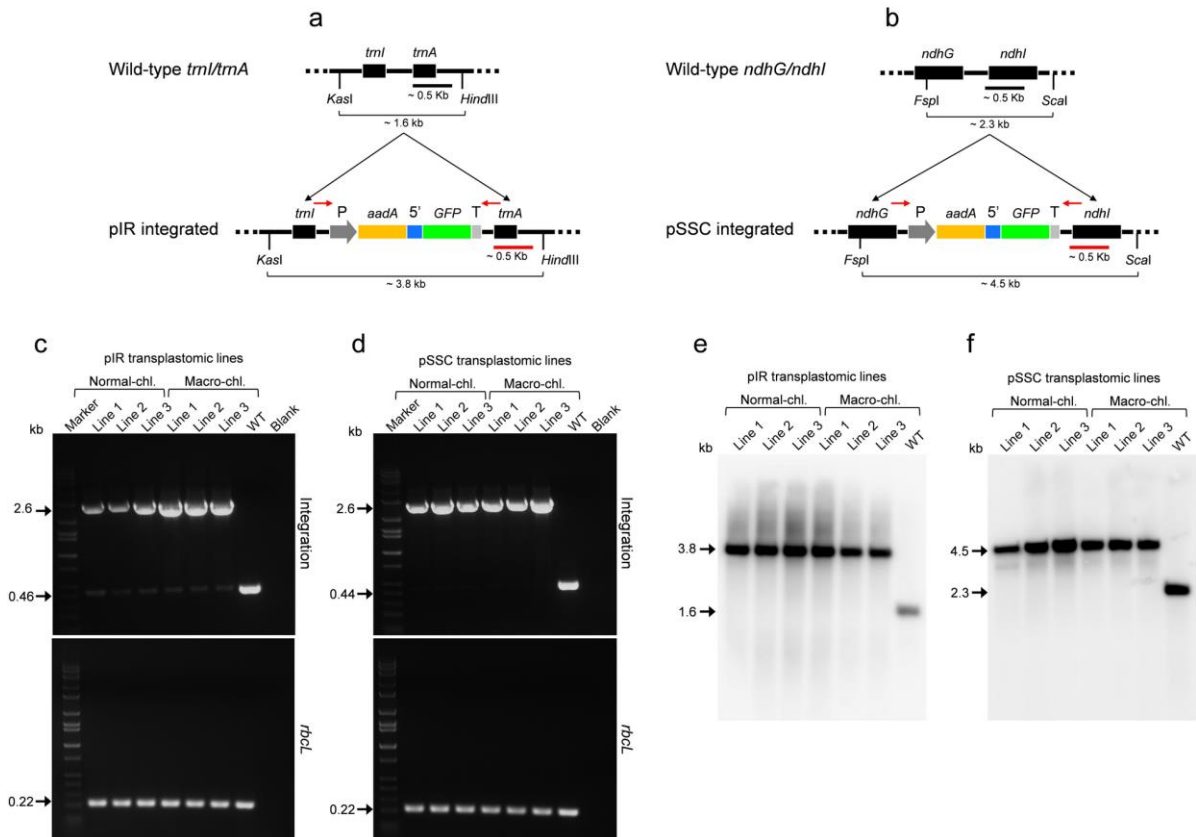 a
Wild-type trnI/trnA
trnI
trnA
KasI
~ 0.5 Kb
HindIII
~ 1.6 kb
pIR integrated
trnI
P
aadA
5'
GFP
T
trnA
KasI
~ 0.5 Kb
HindIII
~ 3.8 kb
b
Wild-type ndhG/ndhI
ndhG
ndhI
FspI
~ 0.5 Kb
ScaI
~ 2.3 kb
pSSC integrated
ndhG
P
aadA
5'
GFP
T
ndhI
FspI
~ 0.5 Kb
ScaI
~ 4.5 kb
c
pIR transplastomic lines
Normal-chl.
Macro-chl.
kb
Marker
Line 1
Line 2
Line 3
Line 1
Line 2
Line 3
WT
Blank
2.6
0.46
Integration
0.22
rbcL
d
pSSC transplastomic lines
Normal-chl.
Macro-chl.
kb
Marker
Line 1
Line 2
Line 3
Line 1
Line 2
Line 3
WT
Blank
2.6
0.44
Integration
0.22
rbcL
e
pIR transplastomic lines
Normal-chl.
Macro-chl.
kb
Line 1
Line 2
Line 3
Line 1
Line 2
Line 3
WT
3.8
1.6
f
pSSC transplastomic lines
Normal-chl.
Macro-chl.
kb
Line 1
Line 2
Line 3
Line 1
Line 2
Line 3
WT
4.5
2.3